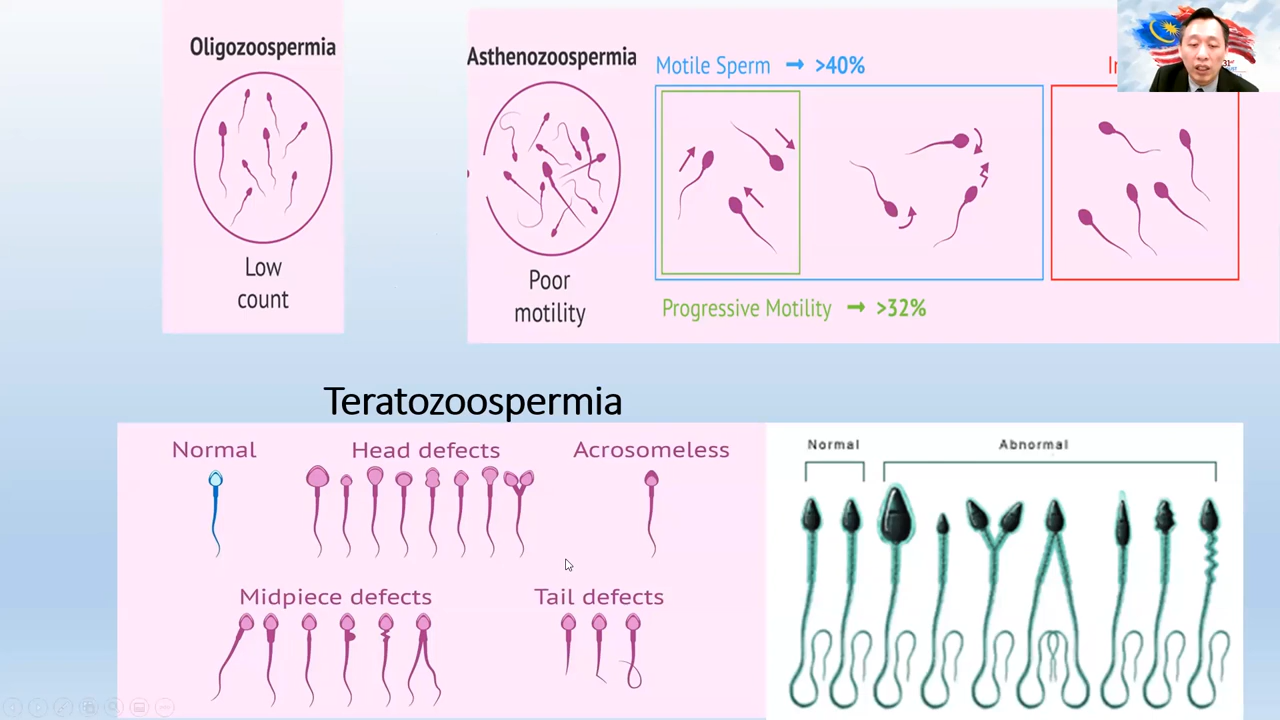 Oligozoospermia
Low
count
Asthenozoospermia
Poor
motility
Motile Sperm → >40%
Progressive Motility → >32%
31st
Teratozoospermia
Normal
Head defects
Acrosomeless
Midpiece defects
Tail defects
Normal
Abnormal